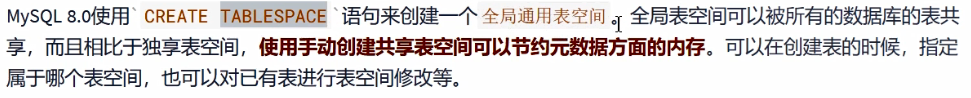 MySQL 8.0使用` CREATE TABLESPACE `语句来创建一个 全局通用表空间 。全局表空间可以被所有的数据库的表共
享，而且相比于独享表空间，使用手动创建共享表空间可以节约元数据方面的内存。可以在创建表的时候，指定
属于哪个表空间，也可以对已有表进行表空间修改等。